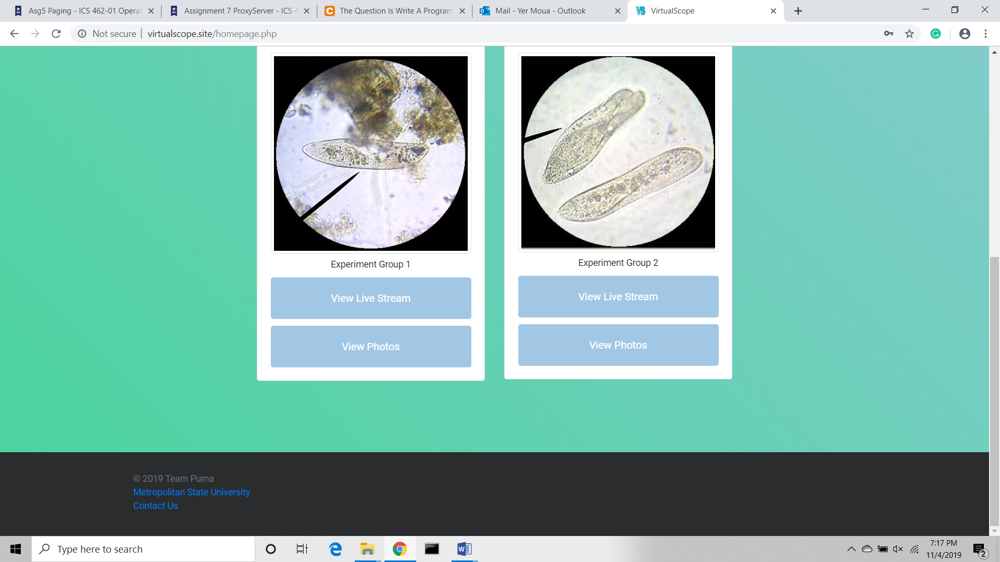 Asg5 Paging - ICS 462-01 Operat
Assignment 7 ProxyServer - ICS 4
The Question Is Write A Program
Mail - Yer Moua - Outlook
VirtualScope
Not secure | virtualscope.site/homepage.php
Experiment Group 1
View Live Stream
View Photos
Experiment Group 2
View Live Stream
View Photos
© 2019 Team Puma
Metropolitan State University
Contact Us
Type here to search
7:17 PM
11/4/2019
2